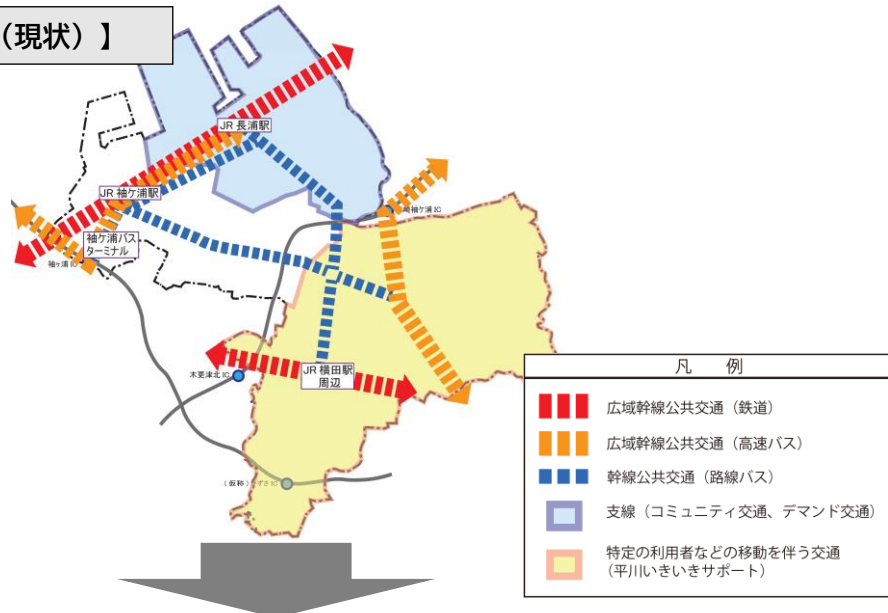 （現状）】
JR 長浦駅
JR 袖ケ浦駅
袖ケ浦 IC
袖ケ浦バス
ターミナル
袖ケ浦 IC
木更津北 IC
JR 横田駅
周辺
凡 例
広域幹線公共交通（鉄道）
広域幹線公共交通（高速バス）
幹線公共交通（路線バス）
支線（コミュニティ交通、デマンド交通）
特定の利用者などの移動を伴う交通
（平川いきいきサポート）